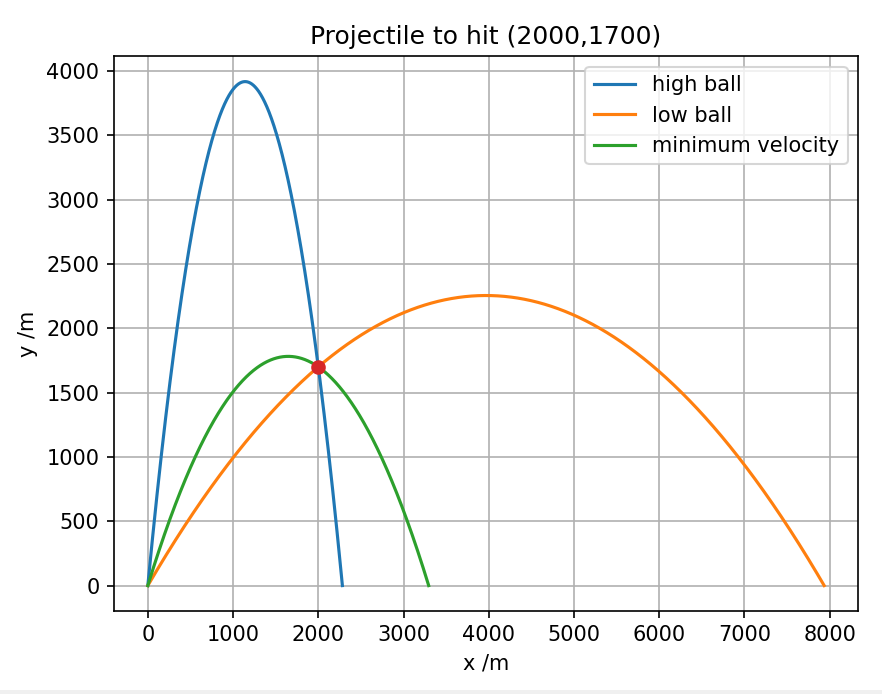 Projectile to hit (2000,1700)
high ball
low ball
minimum velocity
4000
3500
3000
2500
2000
1500
1000
500
0
y /m
0 1000 2000 3000 4000 5000 6000 7000 8000
x /m